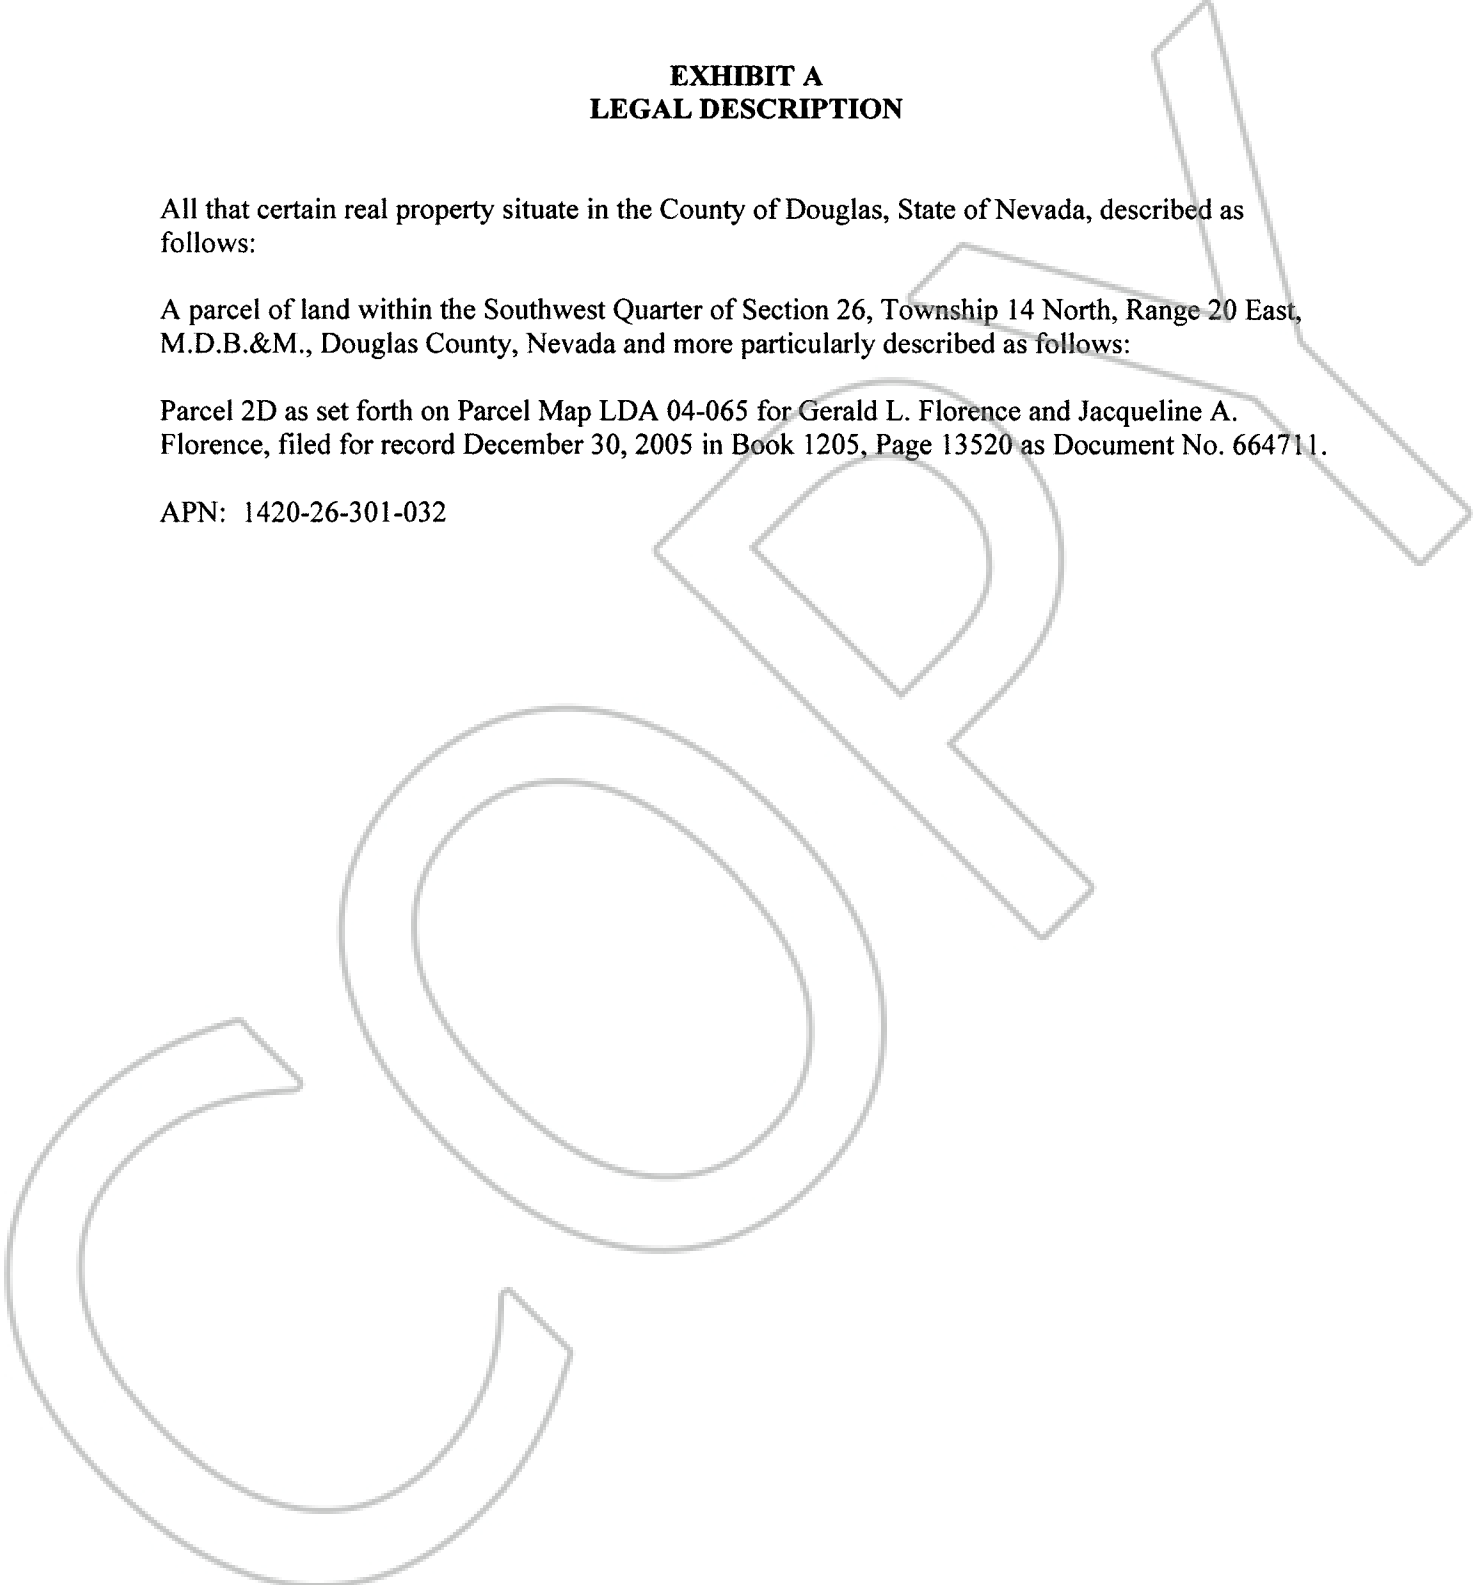 EXHIBIT A
LEGAL DESCRIPTION
All that certain real property situate in the County of Douglas, State of Nevada, described as
follows:
A parcel of land within the Southwest Quarter of Section 26, Township 14 North, Range 20 East,
M.D.B.&M., Douglas County, Nevada and more particularly described as follows:
Parcel 2D as set forth on Parcel Map LDA 04-065 for Gerald L. Florence and Jacqueline A.
Florence, filed for record December 30, 2005 in Book 1205, Page 13520 as Document No. 664711.
APN: 1420-26-301-032
COPY